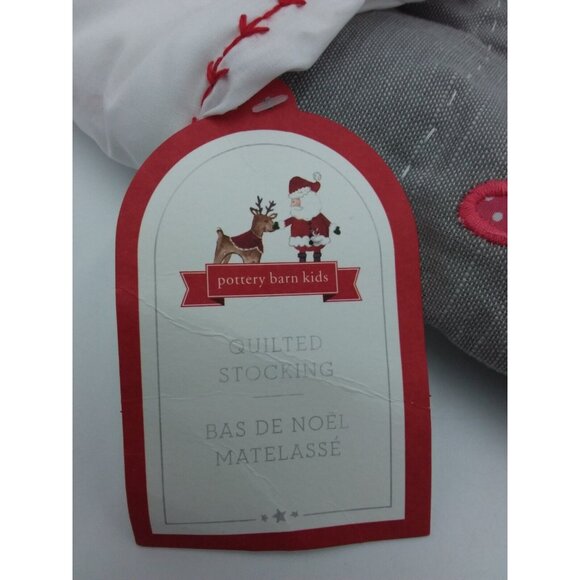 pottery barn kids
QUILTED
STOCKING
BAS DE NOËL
MATELASSÉ